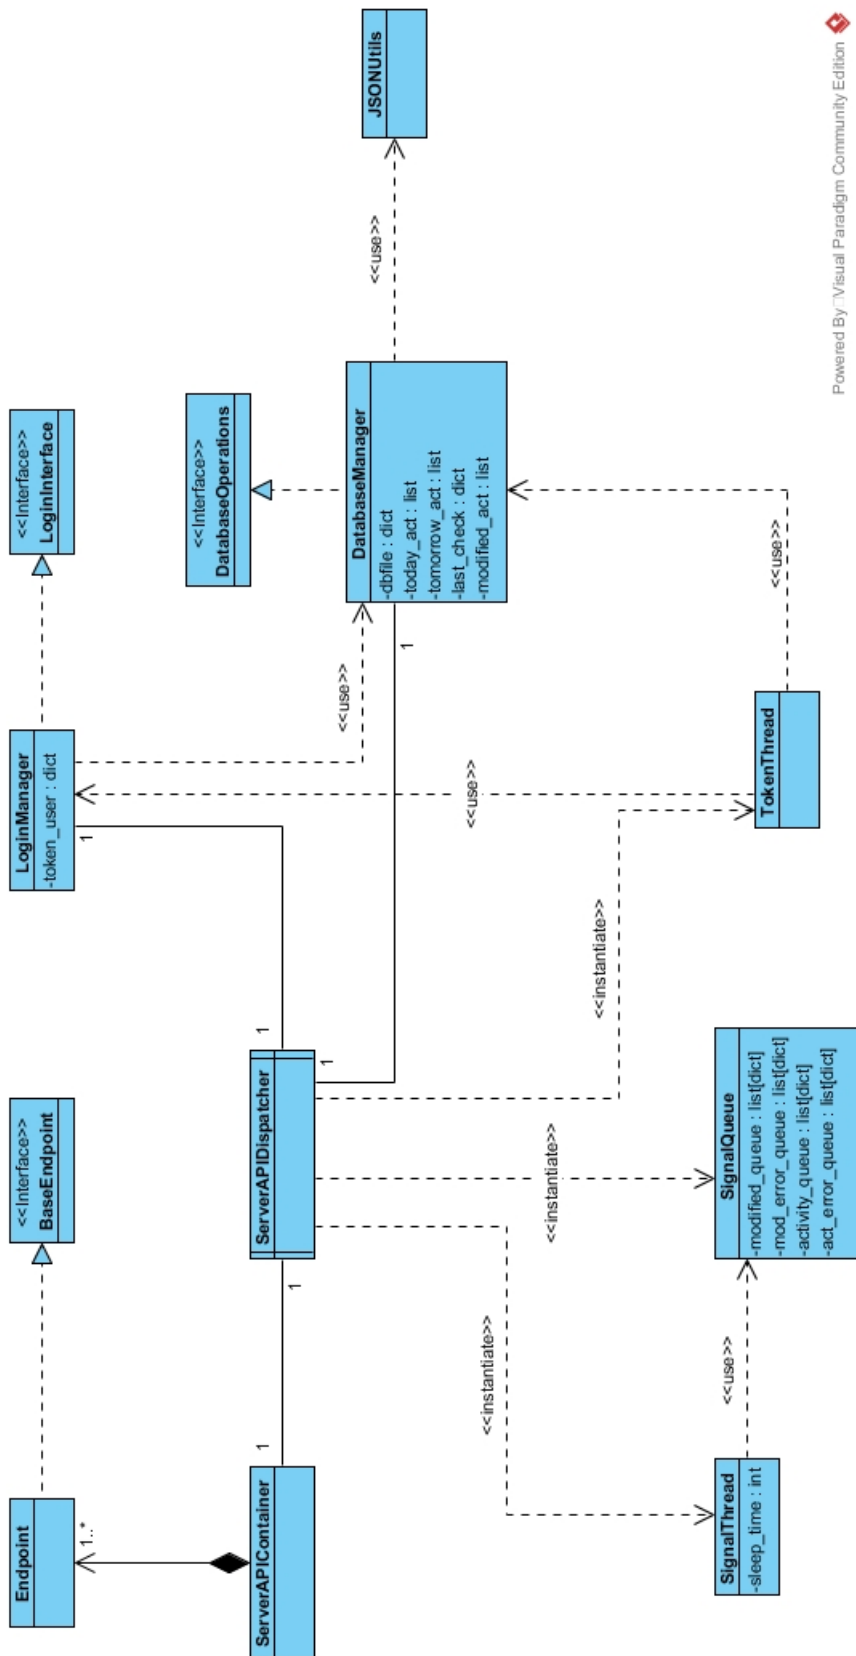 Endpoint
<<Interface>>
BaseEndpoint
LoginManager
-token_user : dict
<<Interface>>
LoginInterface
1..*
1
<<Interface>>
DatabaseOperations
ServerAPIContainer
1
1
ServerAPIDispatcher
1
1
<<use>>
DatabaseManager
-dbfile : dict
-today_act : list
-tomorrow_act : list
-last_check : dict
-modified_act : list
1
<<use>>
JSONUtils
<<use>>
<<instantiate>>
<<instantiate>>
<<instantiate>>
<<use>>
SignalThread
-sleep_time : int
<<use>>
SignalQueue
-modified_queue : list[dict]
-mod_error_queue : list[dict]
-activity_queue : list[dict]
-act_error_queue : list[dict]
TokenThread
Powered By Visual Paradigm Community Edition